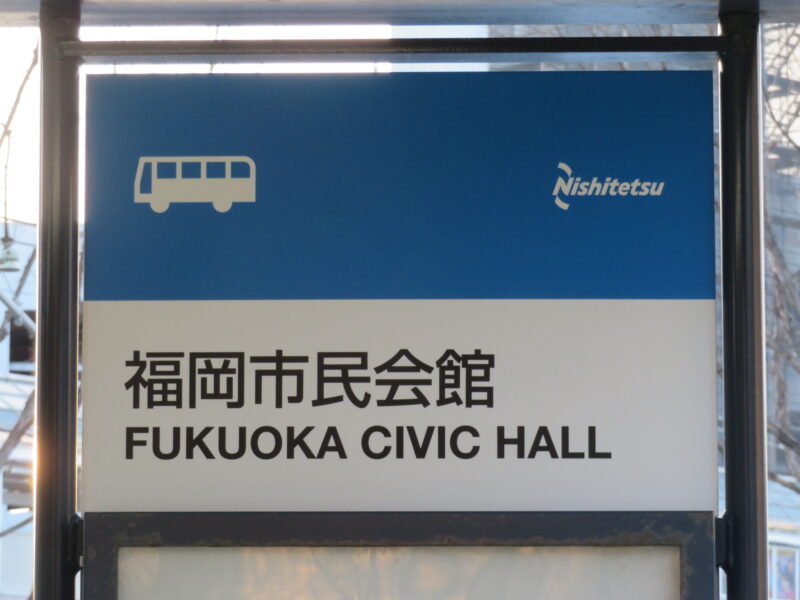 Nishitetsu
福岡市民会館
FUKUOKA CIVIC HALL